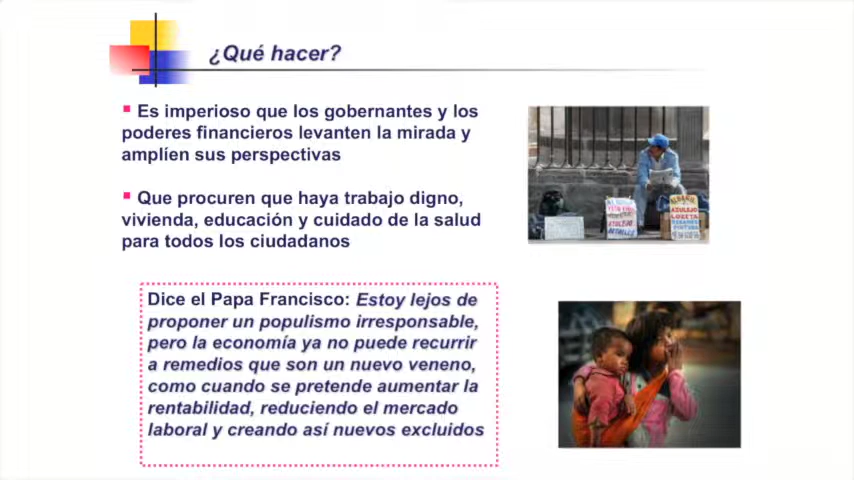 ¿Qué hacer?
Es imperioso que los gobernantes y los
poderes financieros levanten la mirada y
amplíen sus perspectivas
Que procuren que haya trabajo digno,
vivienda, educación y cuidado de la salud
para todos los ciudadanos
Dice el Papa Francisco: Estoy lejos de
proponer un populismo irresponsable,
pero la economía ya no puede recurrir
a remedios que son un nuevo veneno,
como cuando se pretende aumentar la
rentabilidad, reduciendo el mercado
laboral y creando así nuevos excluidos
AZULEJO
LOZETA